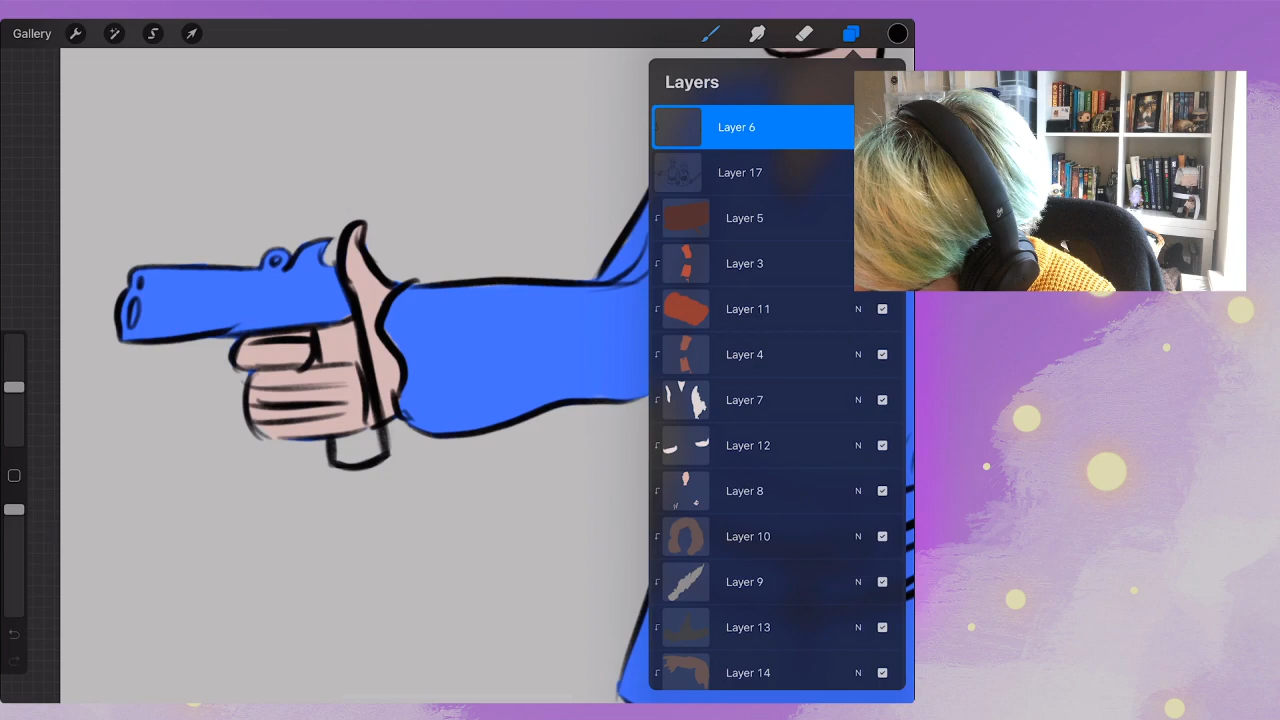 Gallery
Layers
Layer 6
Layer 17
Layer 5
Layer 3
Layer 11 N
Layer 4 N
Layer 7 N
Layer 12 N
Layer 8 N
Layer 10 N
Layer 9 N
Layer 13 N
Layer 14 N